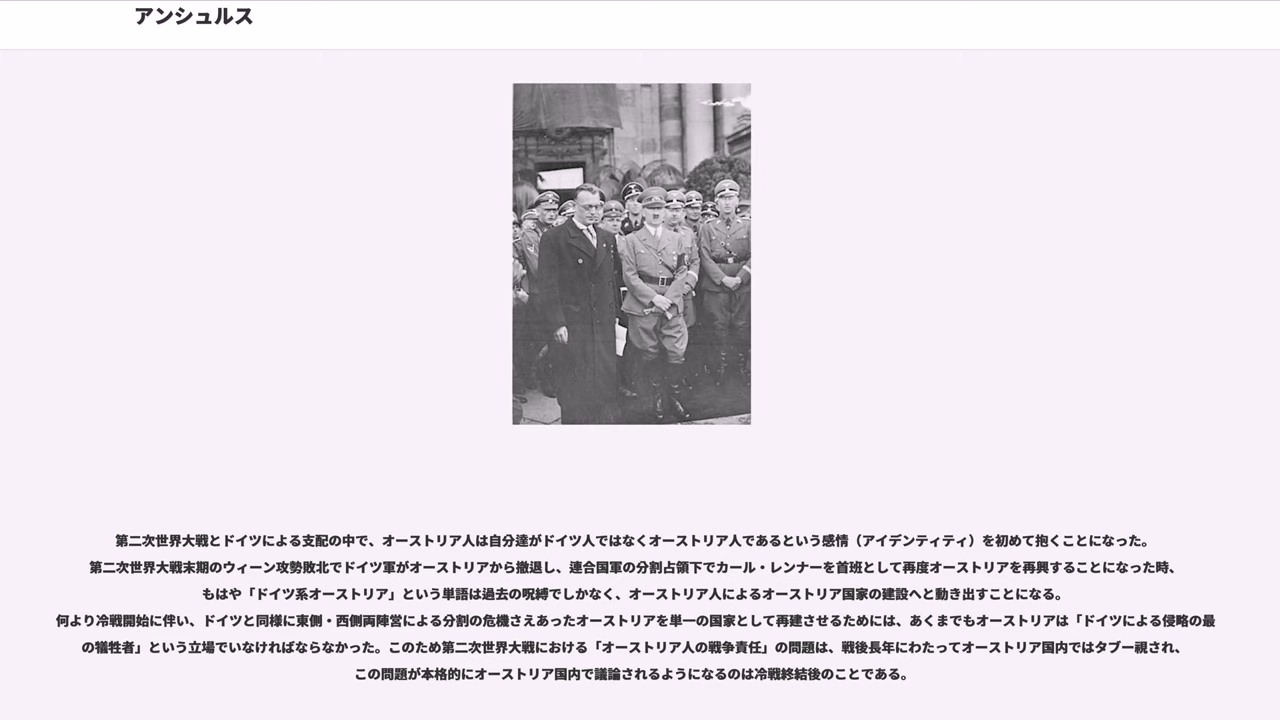 アンシュルス
第二次世界大戦とドイツによる支配の中で、オーストリア人は自分達がドイツ人ではなくオーストリア人であるという感情（アイデンティティ）を初めて抱くことになった。
第二次世界大戦末期のウィーン攻勢敗北でドイツ軍がオーストリアから撤退し、連合国軍の分割占領下でカール・レンナーを首班として再度オーストリアを再興することになった時、
もはや「ドイツ系オーストリア」という単語は過去の呪縛でしかなく、オーストリア人によるオーストリア国家の建設へと動き出すことになる。
何より冷戦開始に伴い、ドイツと同様に東側・西側両陣営による分割の危機さえあったオーストリアを単一の国家として再建させるためには、あくまでもオーストリアは「ドイツによる侵略の最
の犠牲者」という立場でいなければならなかった。このため第二次世界大戦における「オーストリア人の戦争責任」の問題は、戦後長年にわたってオーストリア国内ではタブー視され、
この問題が本格的にオーストリア国内で議論されるようになるのは冷戦終結後のことである。